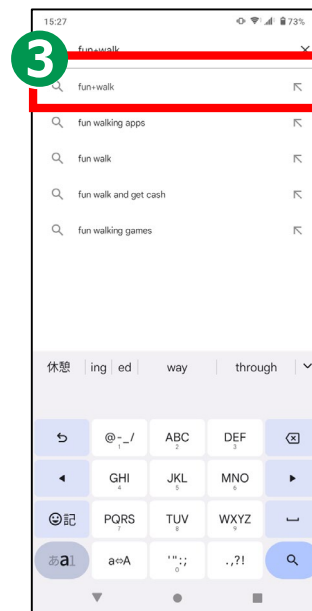 15:27 73%
3
fun+walk
fun+walk
fun walking apps
fun walk
fun walk and get cash
fun walking games
休憩 ing ed way through
@-_/ 1 ABC 2 DEF 3
GHI 4 JKL 5 MNO 6
記 PQRS 7 TUV 8 WXYZ 9
あa1 a⇔A '":; 0 .,?!